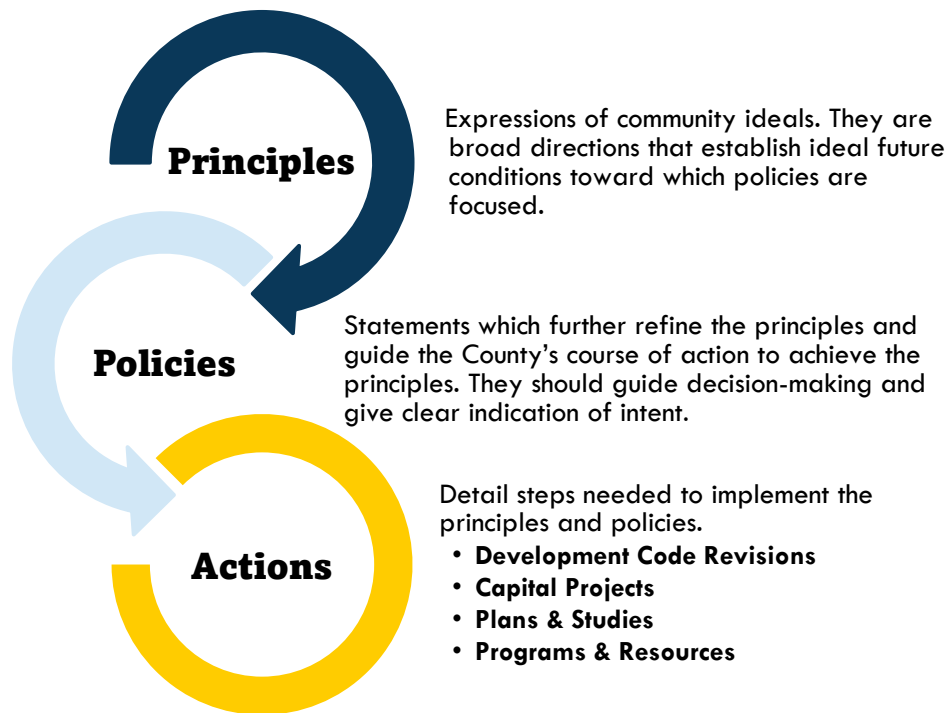 Principles
Expressions of community ideals. They are
broad directions that establish ideal future
conditions toward which policies are
focused.
Policies
Statements which further refine the principles and
guide the County’s course of action to achieve the
principles. They should guide decision-making and
give clear indication of intent.
Actions
Detail steps needed to implement the
principles and policies.
• Development Code Revisions
• Capital Projects
• Plans & Studies
• Programs & Resources